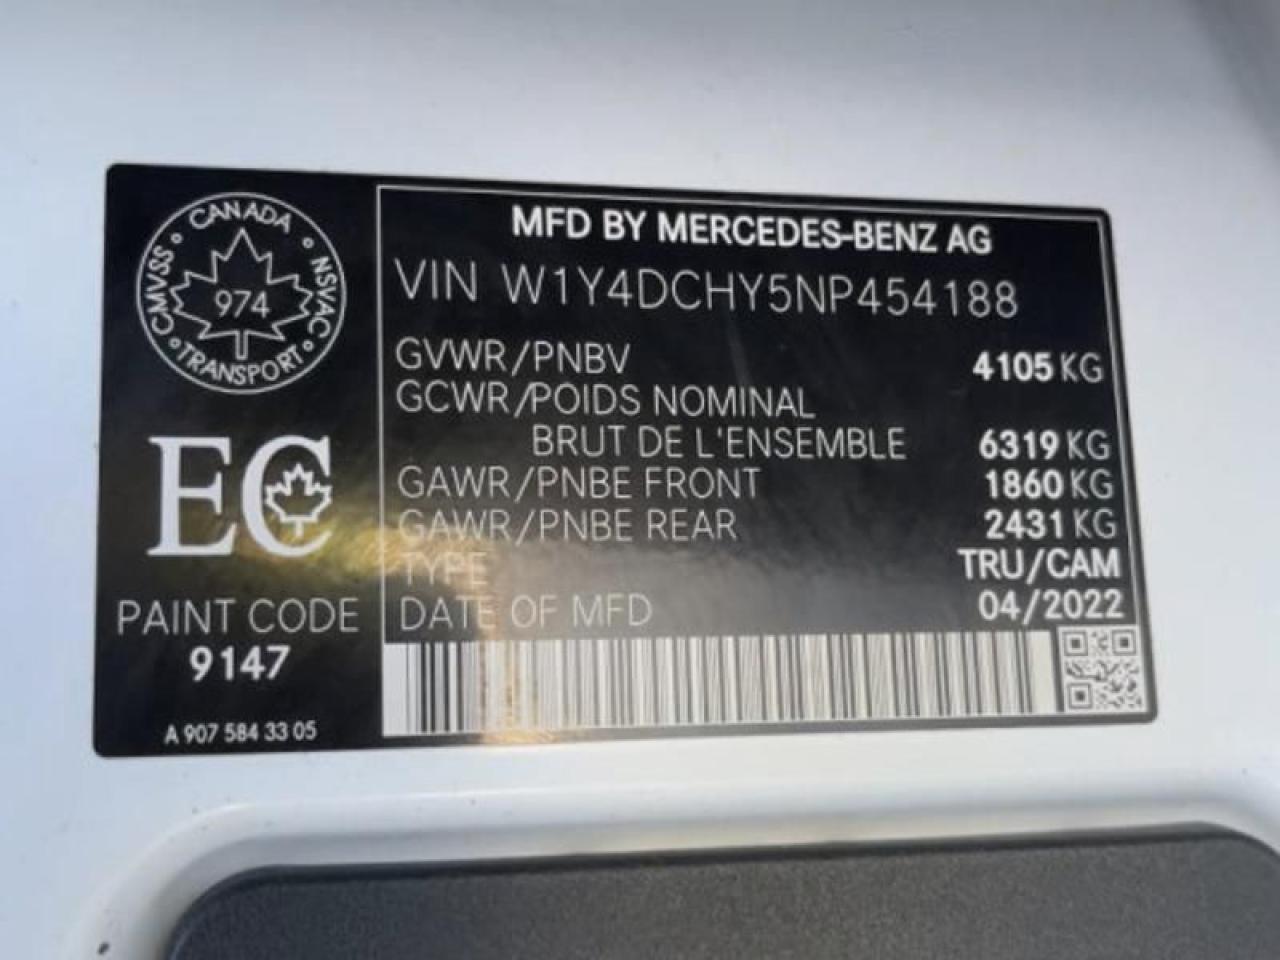 CANADA
CMVSS
NSVAC
974
TRANSPORT
EC
PAINT CODE
9147
A 907 584 33 05
MFD BY MERCEDES-BENZ AG
VIN W1Y4DCHY5NP454188
GVWR/PNBV 4105 KG
GCWR/POIDS NOMINAL
BRUT DE L'ENSEMBLE 6319 KG
GAWR/PNBE FRONT 1860 KG
GAWR/PNBE REAR 2431 KG
TYPE TRU/CAM
DATE OF MFD 04/2022